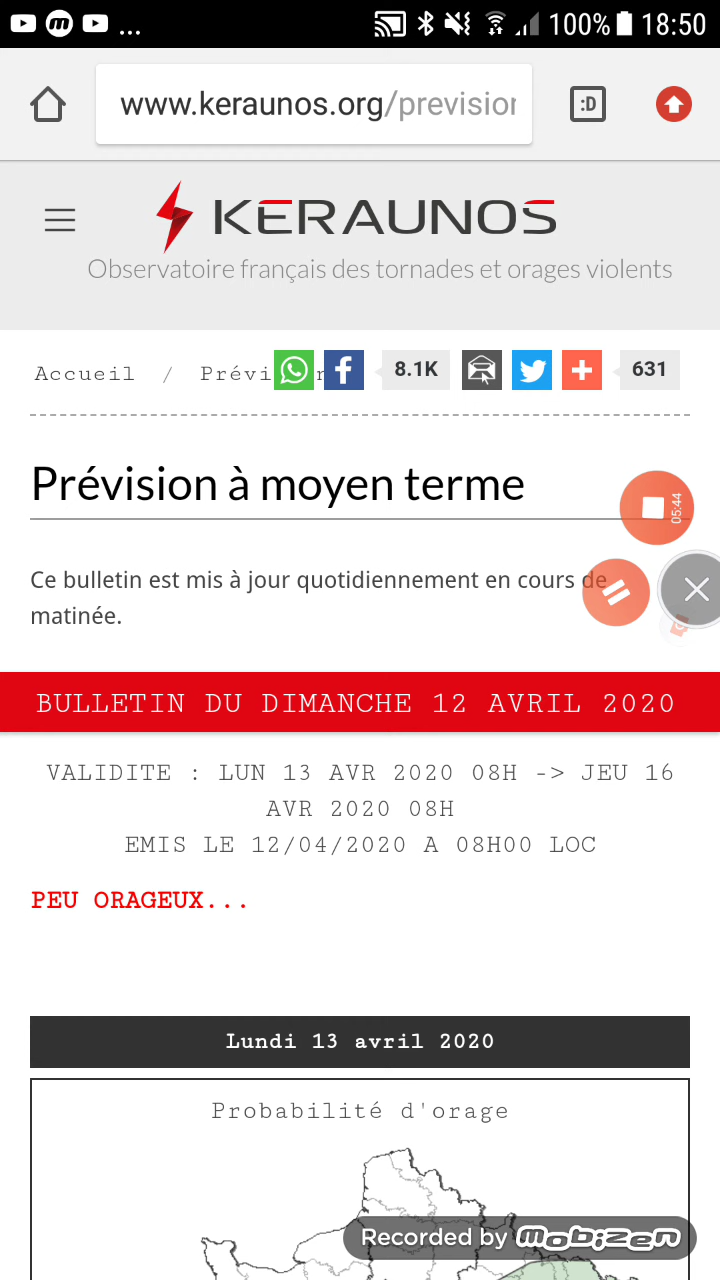 ... 100% 18:50
www.keraunos.org/prevision
:D
KERAUNOS
Observatoire français des tornades et orages violents
Accueil / Prévi
8.1K
631
Prévision à moyen terme
05:44
Ce bulletin est mis à jour quotidiennement en cours de
matinée.
BULLETIN DU DIMANCHE 12 AVRIL 2020
VALIDITE : LUN 13 AVR 2020 08H -> JEU 16
AVR 2020 08H
EMIS LE 12/04/2020 A 08H00 LOC
PEU ORAGEUX...
Lundi 13 avril 2020
Probabilité d'orage
Recorded by mobizen